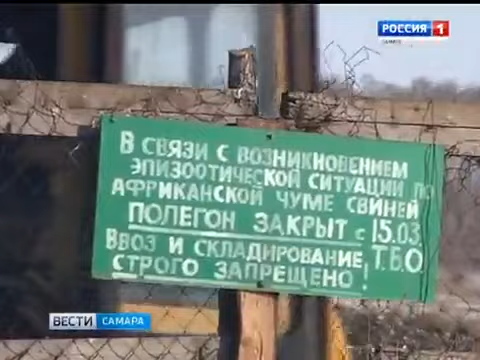 РОССИЯ 1
САМАРА
В СВЯЗИ С ВОЗНИКНОВЕНИЕМ
ЭПИЗООТИЧЕСКОЙ СИТУАЦИИ ПО
АФРИКАНСКОЙ ЧУМЕ СВИНЕЙ
ПОЛЕГОН ЗАКРЫТ с 15.03.
ВВОЗ И СКЛАДИРОВАНИЕ, Т.Б.О
СТРОГО ЗАПРЕЩЕНО!
ВЕСТИ САМАРА